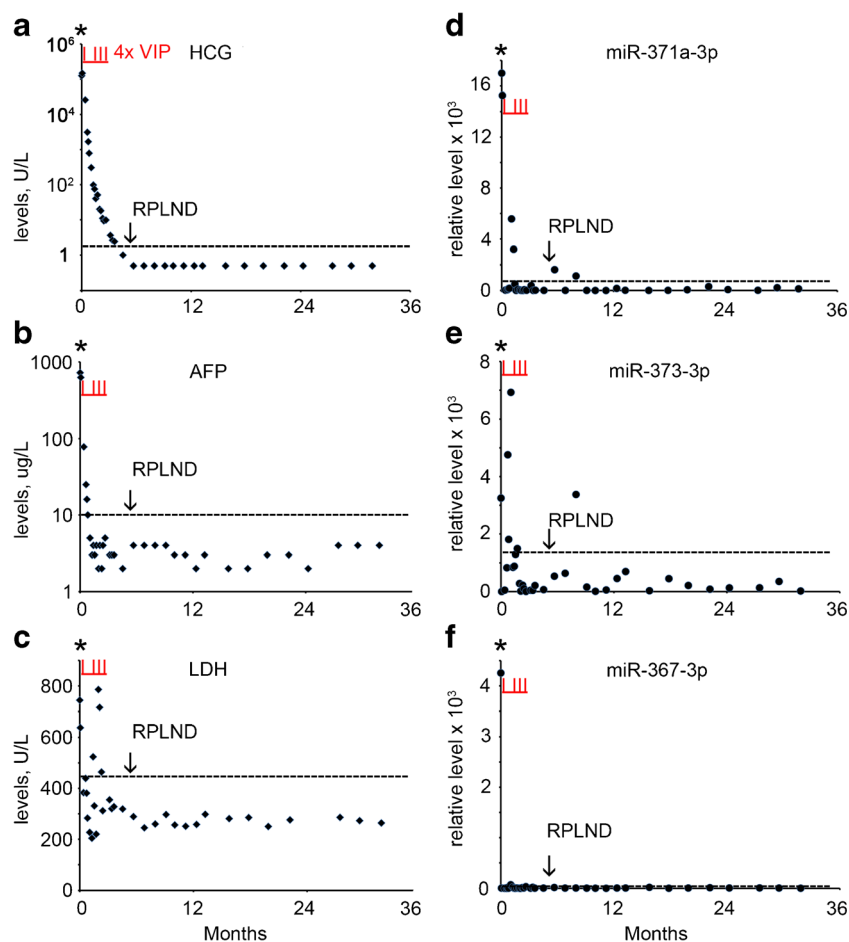 a
*
10⁶
4x VIP
HCG
10⁴
10²
1
levels, U/L
RPLND
0 12 24 36
b
*
1000
AFP
100
10
1
levels, ug/L
RPLND
0 12 24 36
c
*
LDH
800
600
400
200
0
levels, U/L
RPLND
0 12 24 36
Months
d
*
miR-371a-3p
16
12
8
4
0
relative level x 10³
RPLND
0 12 24 36
e
*
8
miR-373-3p
6
4
2
0
relative level x 10³
RPLND
0 12 24 36
f
*
miR-367-3p
4
2
0
relative level x 10³
RPLND
0 12 24 36
Months